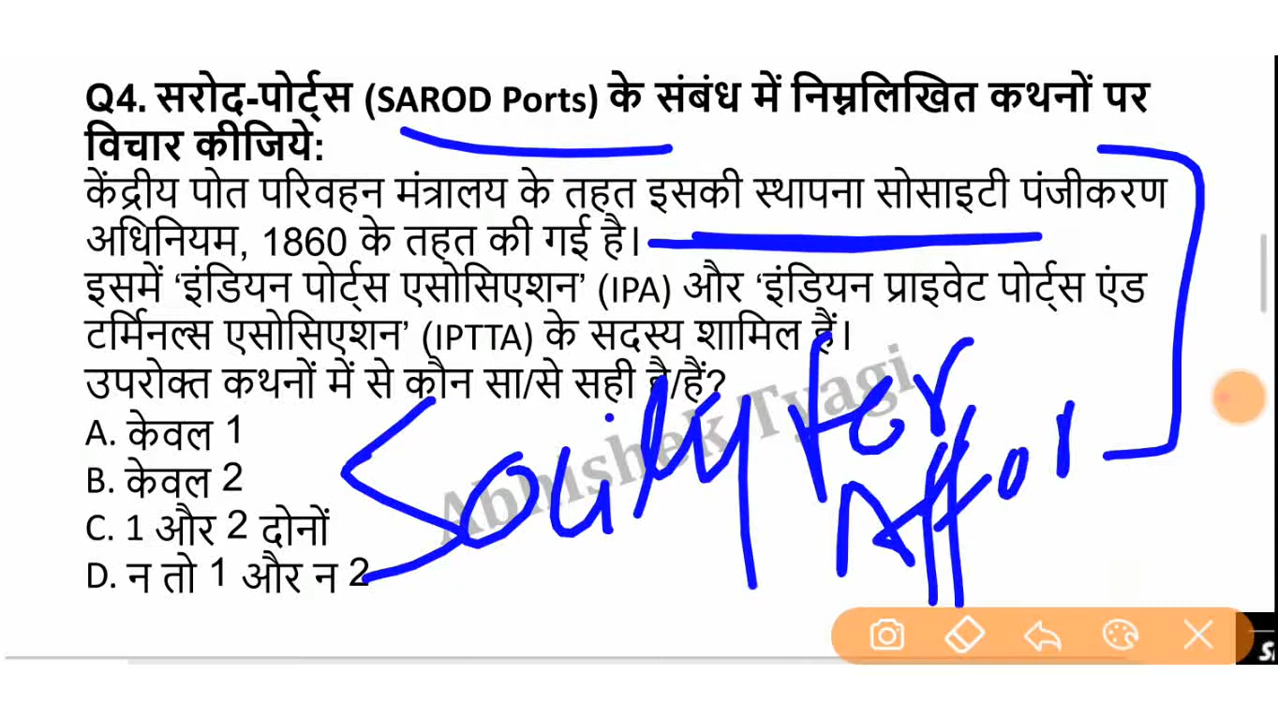 Q4. सरोद-पोर्ट्स (SAROD Ports) के संबंध में निम्नलिखित कथनों पर
विचार कीजिये:
केंद्रीय पोत परिवहन मंत्रालय के तहत इसकी स्थापना सोसाइटी पंजीकरण
अधिनियम, 1860 के तहत की गई है।
इसमें ‘इंडियन पोर्ट्स एसोसिएशन’ (IPA) और ‘इंडियन प्राइवेट पोर्ट्स एंड
टर्मिनल्स एसोसिएशन’ (IPTTA) के सदस्य शामिल हैं।
उपरोक्त कथनों में से कौन सा/से सही है/हैं?
A. केवल 1
B. केवल 2
C. 1 और 2 दोनों
D. न तो 1 और न 2
Abhishek Tyagi
for
Affor